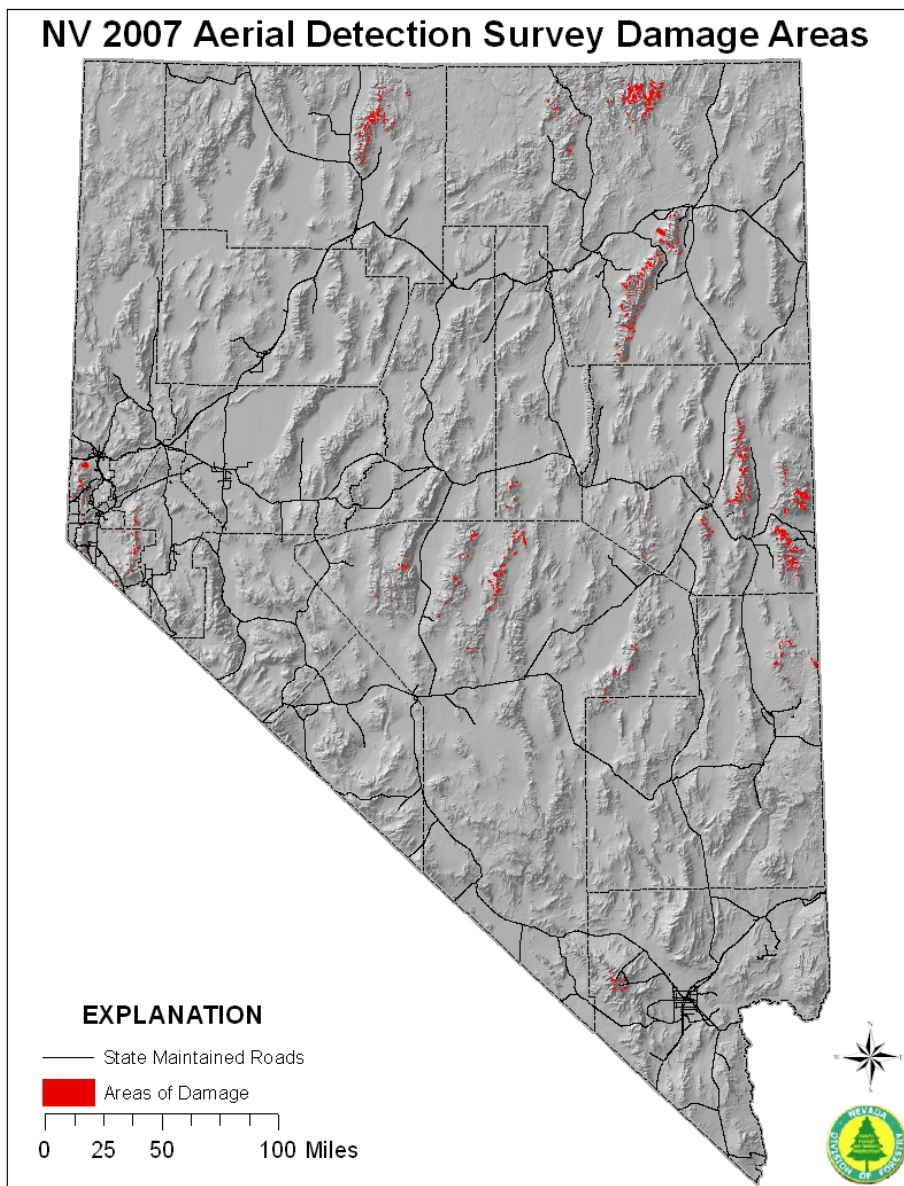 NV 2007 Aerial Detection Survey Damage Areas
EXPLANATION
State Maintained Roads
Areas of Damage
0 25 50 100 Miles
N
W E
S
NEVADA
DIVISION OF FORESTRY